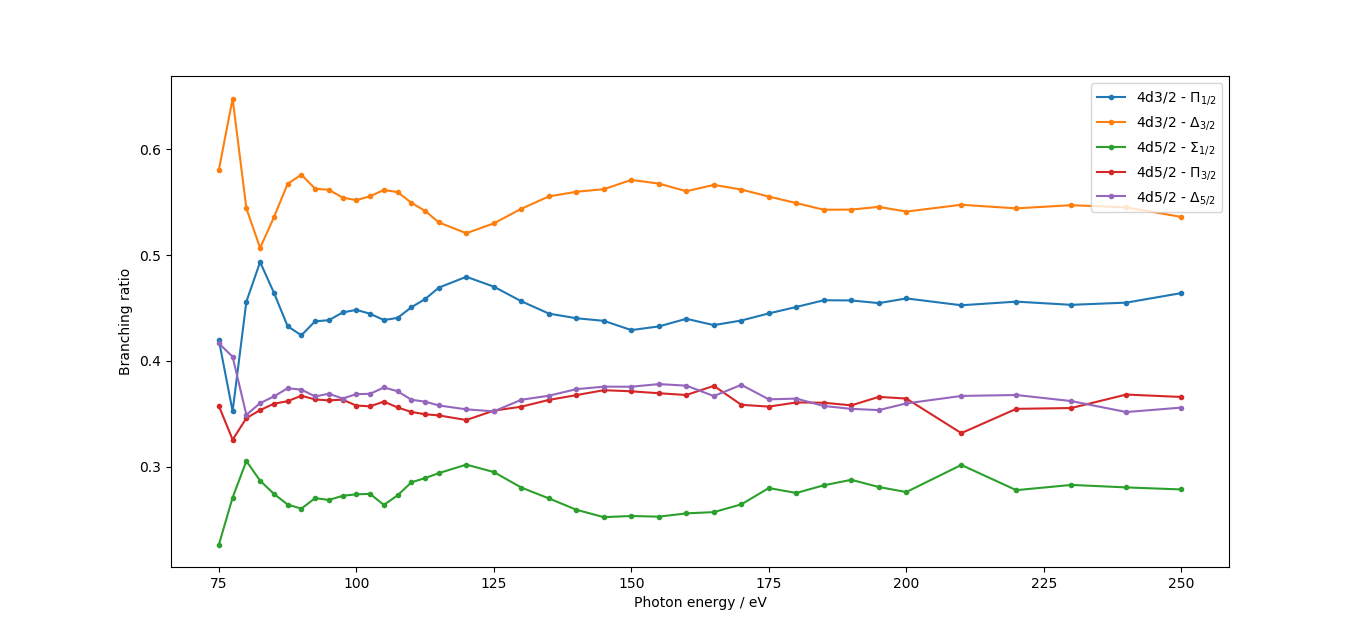 4d3/2 - Π1/2
4d3/2 - Δ3/2
4d5/2 - Σ1/2
4d5/2 - Π3/2
4d5/2 - Δ5/2
0.6
0.5
0.4
0.3
Branching ratio
75 100 125 150 175 200 225 250
Photon energy / eV